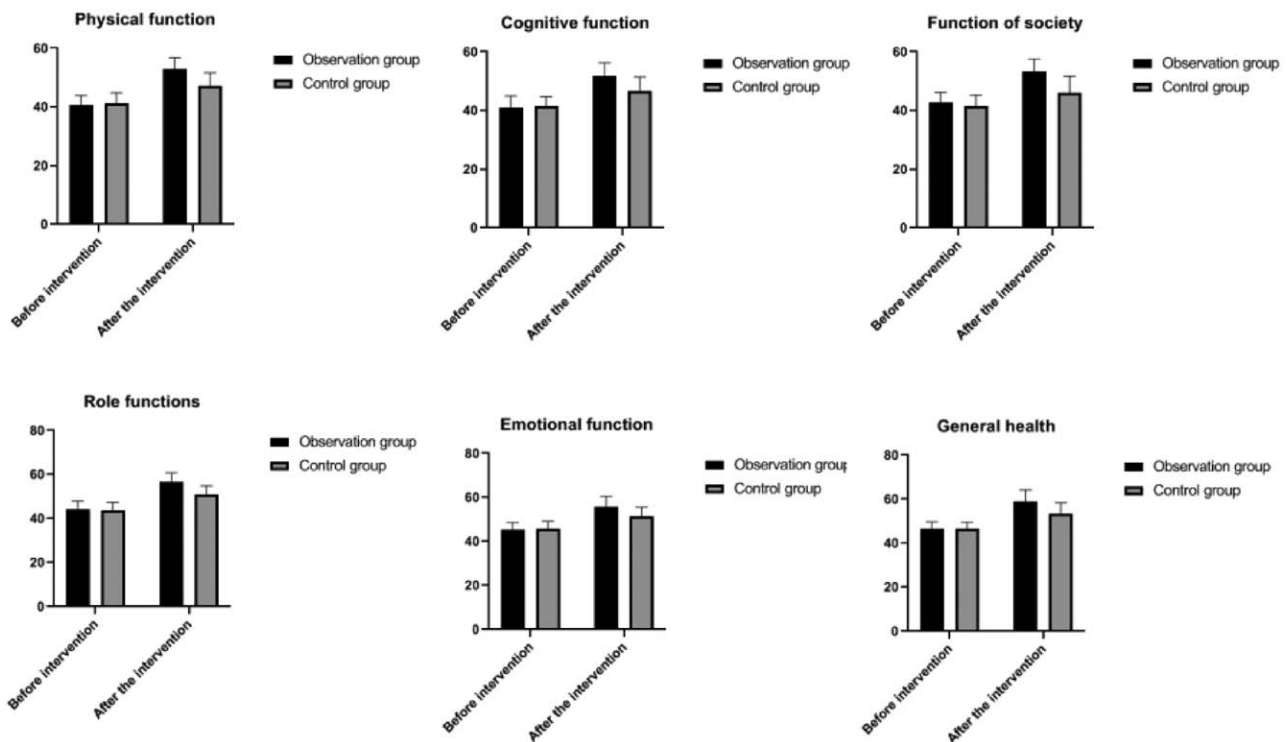 Physical function
60
40
20
0
Before intervention
After the intervention
Observation group
Control group
Cognitive function
60
40
20
0
Before intervention
After the intervention
Observation group
Control group
Function of society
60
40
20
0
Before intervention
After the intervention
Observation group
Control group
Role functions
80
60
40
20
0
Before intervention
After the intervention
Observation group
Control group
Emotional function
80
60
40
20
0
Before intervention
After the intervention
Observation group
Control group
General health
80
60
40
20
0
Before intervention
After the intervention
Observation group
Control group